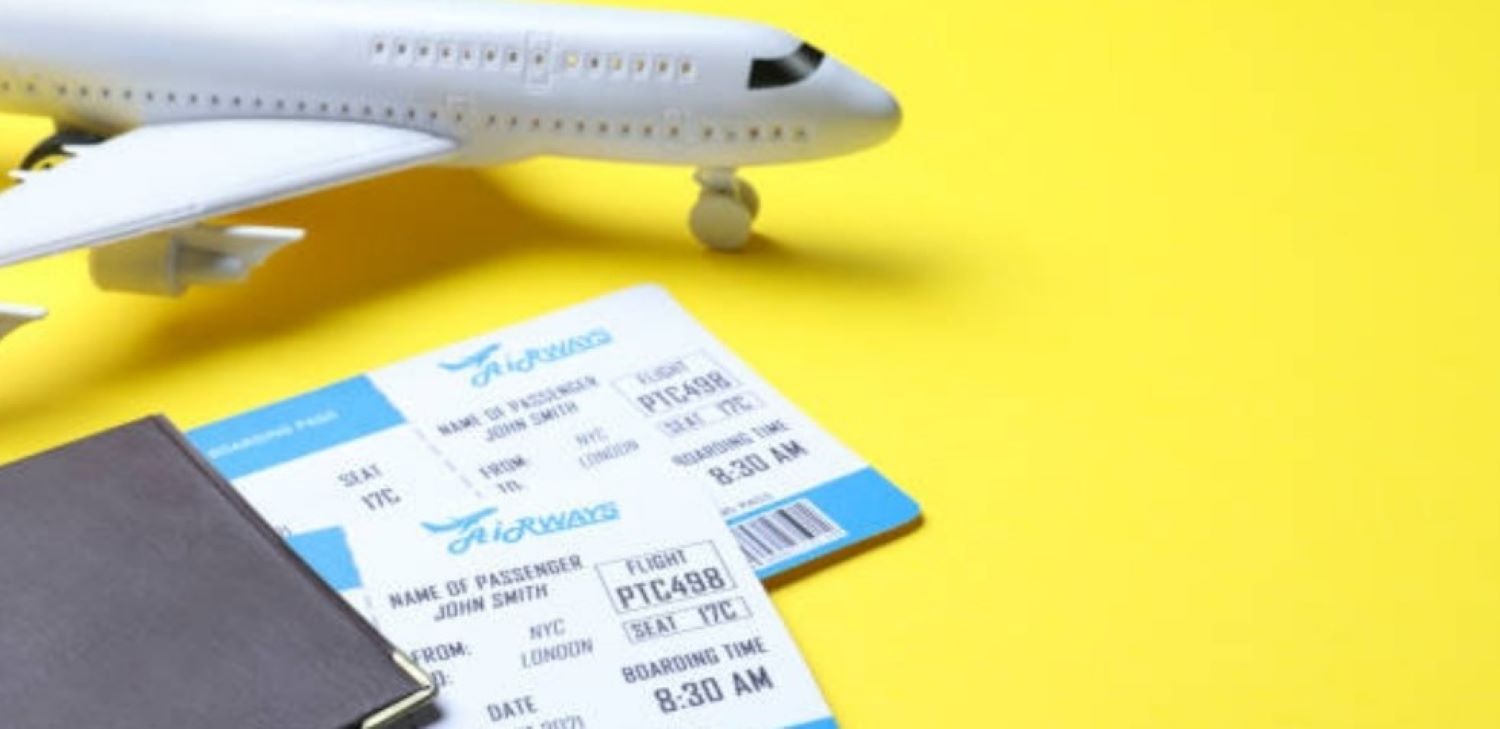 AiRWAYS
NAME OF PASSENGER
JOHN SMITH
FLIGHT
PTC498
SEAT 17C
FROM:
NYC
LONDON
BOARDING TIME
8:30 AM
BOARDING PASS
SEAT
17C
AiRWAYS
NAME OF PASSENGER
JOHN SMITH
FLIGHT
PTC498
SEAT 17C
FROM:
NYC
LONDON
BOARDING TIME
8:30 AM
DATE
2021